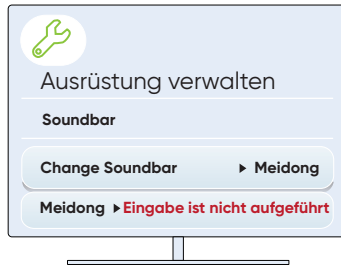 Ausrüstung verwalten
Soundbar
Change Soundbar ▶ Meidong
Meidong ▶ Eingabe ist nicht aufgeführt